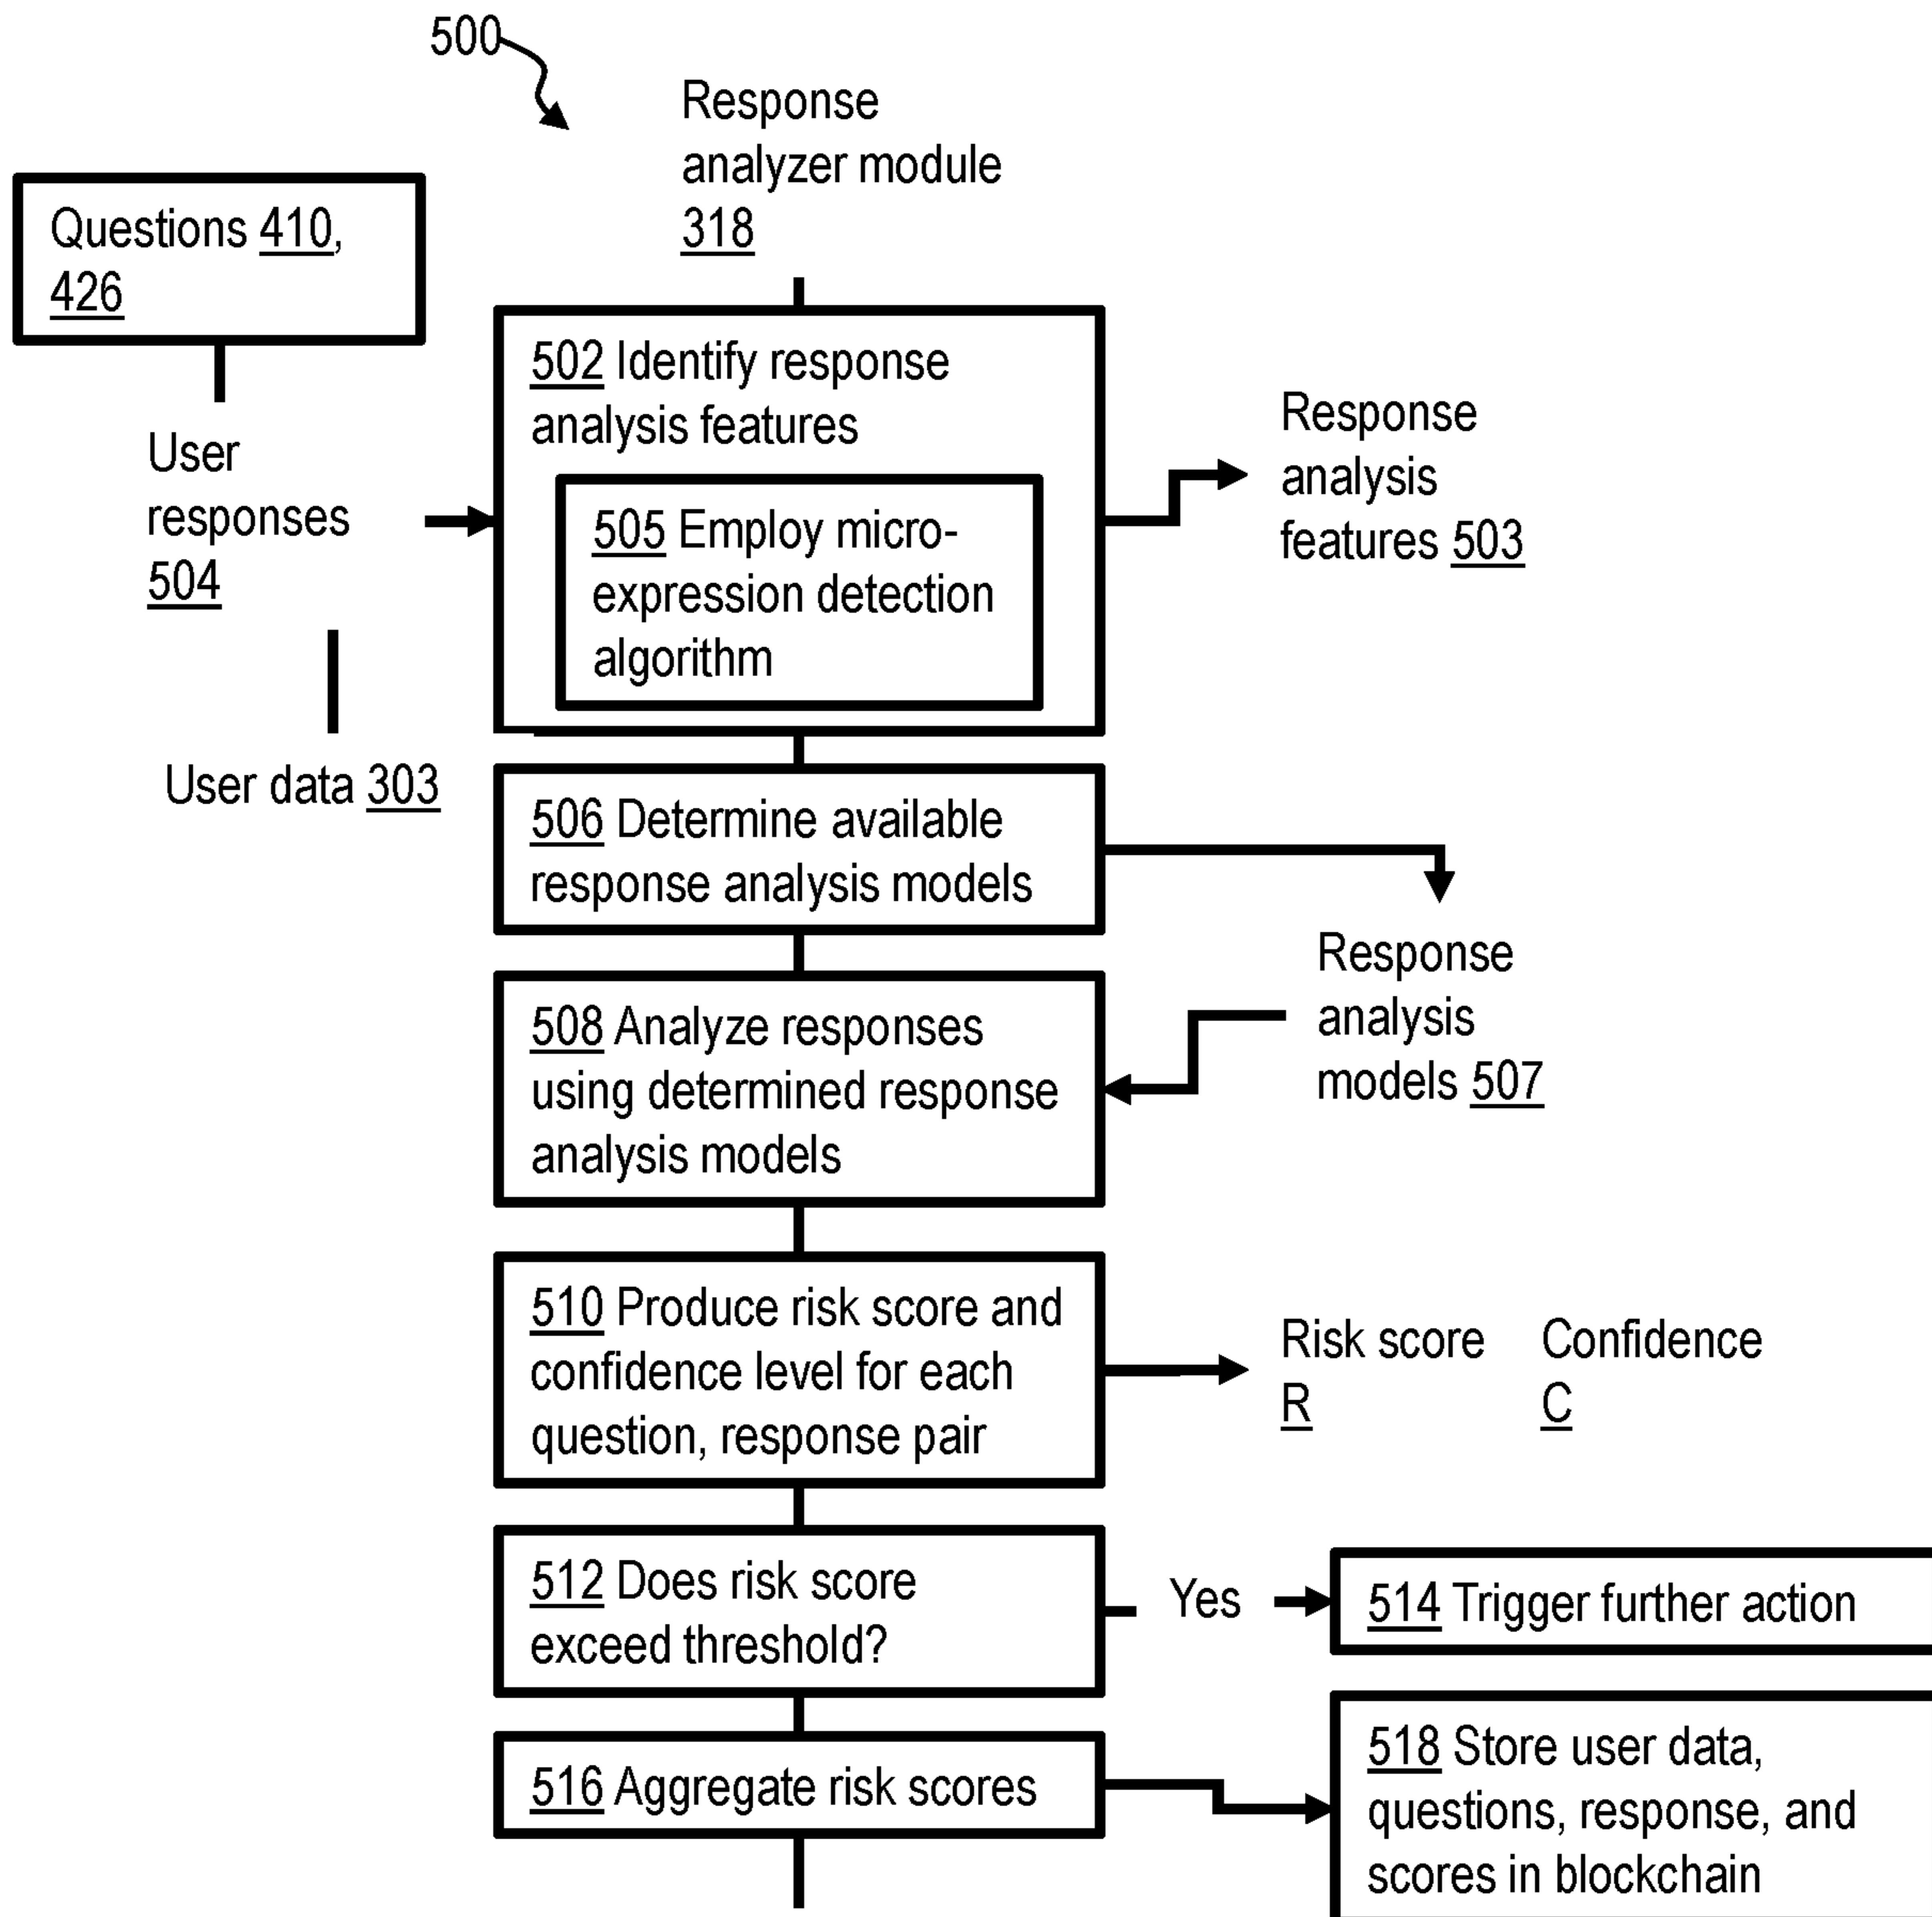 500
Response
analyzer module
318
Questions 410,
426
502 Identify response
analysis features
505 Employ micro-
expression detection
algorithm
User
responses
504
Response
analysis
features 503
User data 303
506 Determine available
response analysis models
Response
analysis
models 507
508 Analyze responses
using determined response
analysis models
510 Produce risk score and
confidence level for each
question, response pair
Risk score
R
Confidence
C
512 Does risk score
exceed threshold?
Yes
514 Trigger further action
516 Aggregate risk scores
518 Store user data,
questions, response, and
scores in blockchain